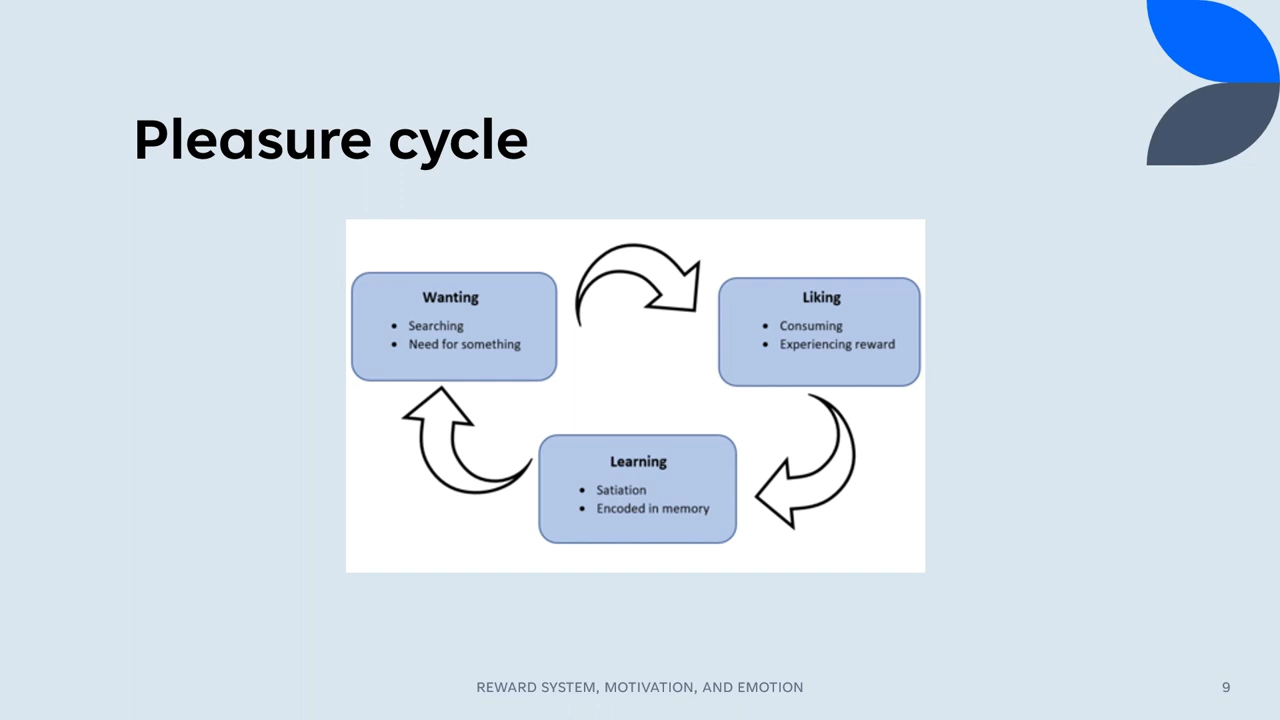 Pleasure cycle
Wanting
• Searching
• Need for something
Liking
• Consuming
• Experiencing reward
Learning
• Satiation
• Encoded in memory
REWARD SYSTEM, MOTIVATION, AND EMOTION
9